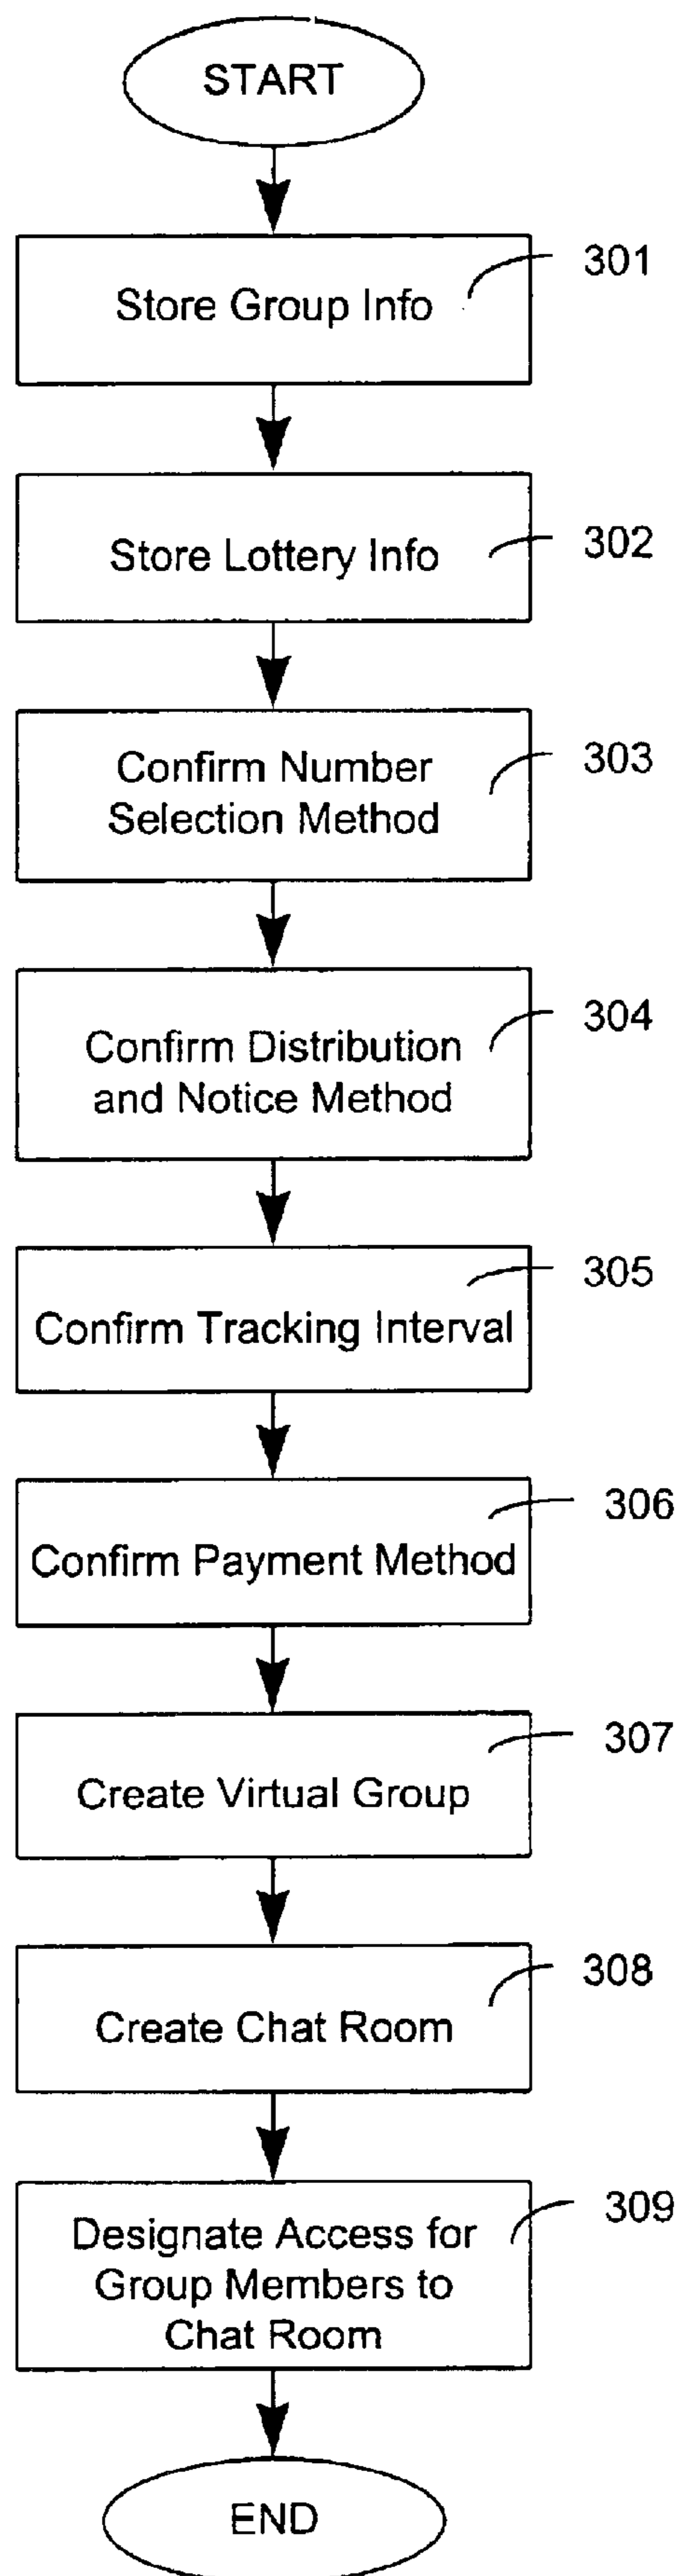 START
301
Store Group Info
302
Store Lottery Info
303
Confirm Number
Selection Method
304
Confirm Distribution
and Notice Method
305
Confirm Tracking Interval
306
Confirm Payment Method
307
Create Virtual Group
308
Create Chat Room
309
Designate Access for
Group Members to
Chat Room
END